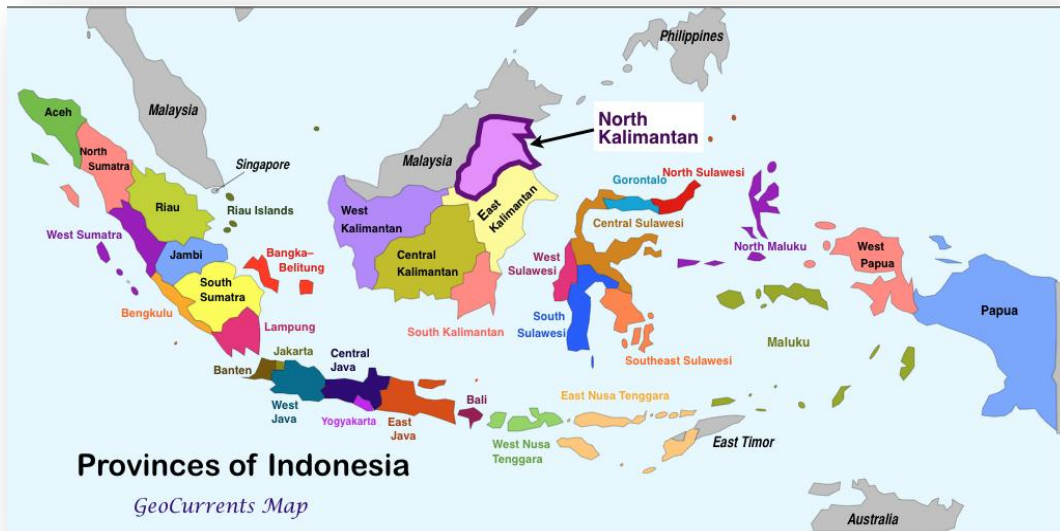 Philippines
Aceh
Malaysia
North
Kalimantan
North
Sumatra
Singapore
Malaysia
Gorontalo
North Sulawesi
Riau
Riau Islands
West
Kalimantan
East
Kalimantan
Central Sulawesi
West Sumatra
North Maluku
West
Papua
Jambi
Bangka–
Belitung
Central
Kalimantan
West
Sulawesi
South
Sumatra
Bengkulu
Lampung
South Kalimantan
South
Sulawesi
Papua
Maluku
Southeast Sulawesi
Jakarta
Central
Java
Banten
West
Java
Yogyakarta
East
Java
Bali
East Nusa Tenggara
West Nusa
Tenggara
East Timor
Provinces of Indonesia
GeoCurrents Map
Australia